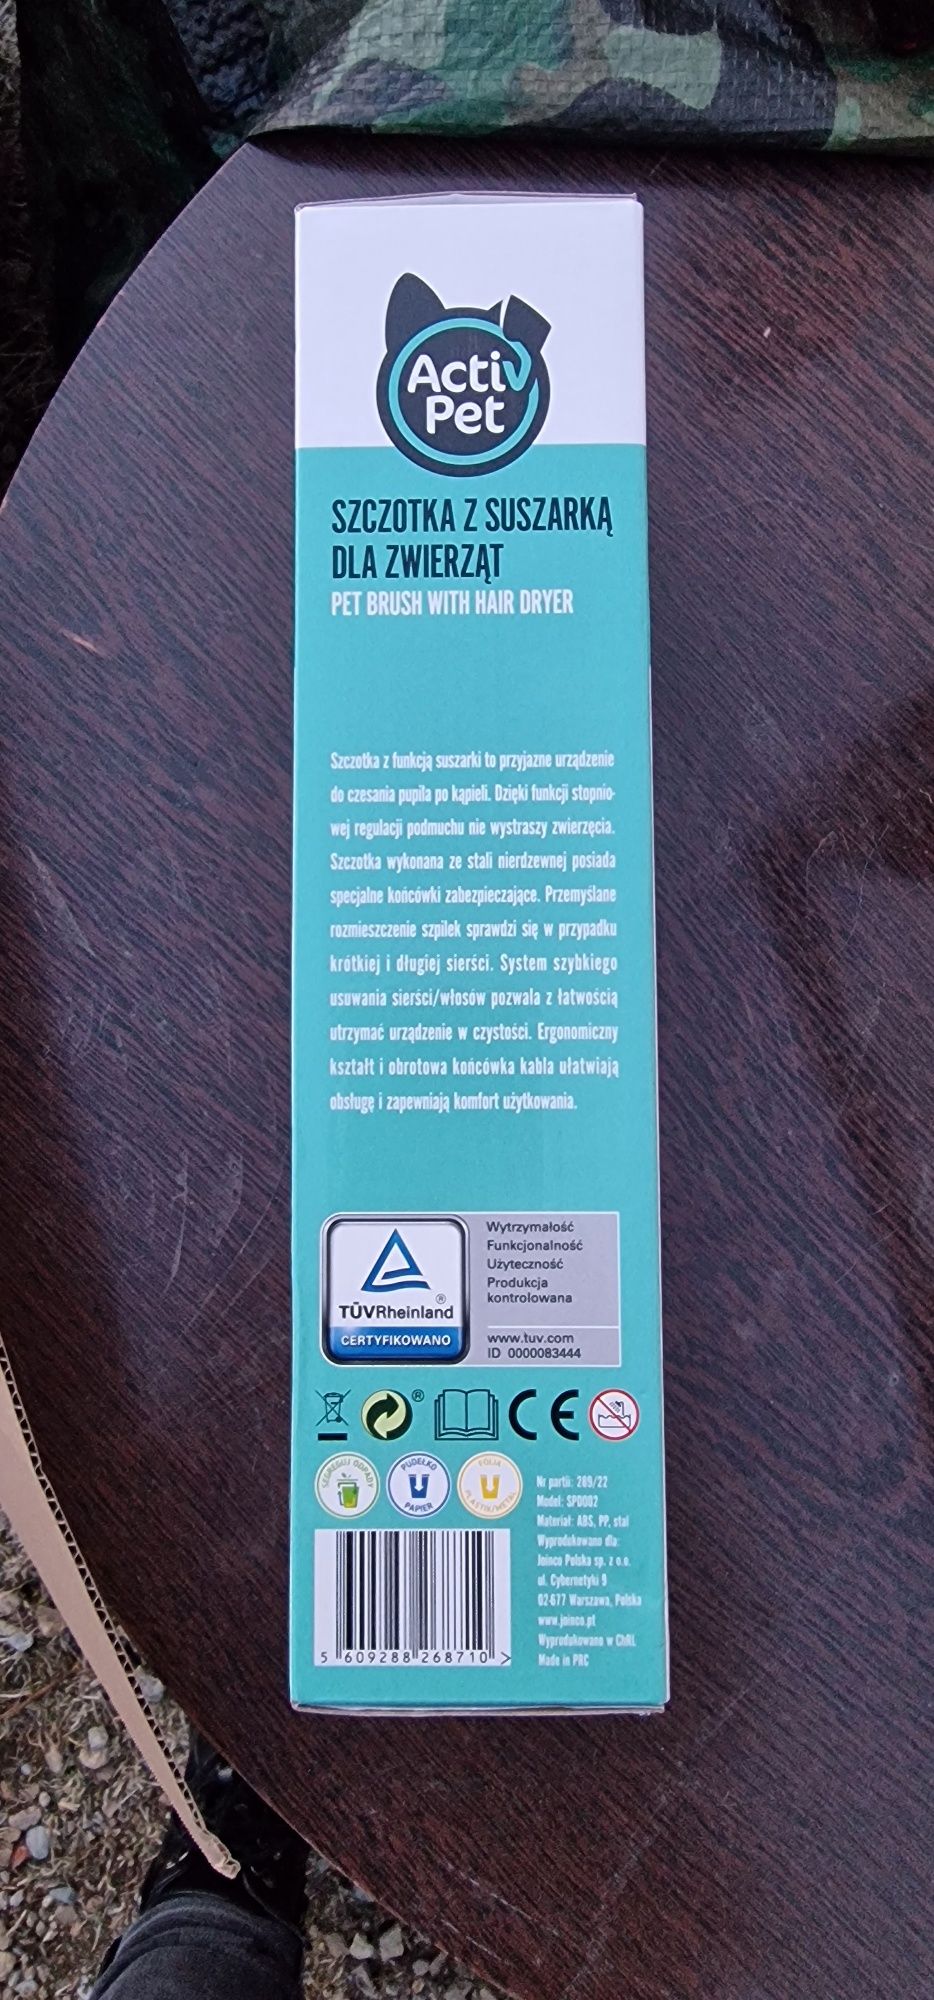 Activ
Pet
SZCZOTKA Z SUSZARKĄ
DLA ZWIERZĄT
PET BRUSH WITH HAIR DRYER
Szczotka z funkcją suszarki to przyjazne urządzenie
do czesania pupila po kąpieli. Dzięki funkcji stopnio-
wej regulacji podmuchu nie wystraszy zwierzęcia.
Szczotka wykonana ze stali nierdzewnej posiada
specjalne końcówki zabezpieczające. Przemyślane
rozmieszczenie szpilek sprawdzi się w przypadku
krótkiej i długiej sierści. System szybkiego
usuwania sierści/włosów pozwala z łatwością
utrzymać urządzenie w czystości. Ergonomiczny
kształt i obrotowa końcówka kabla ułatwiają
obsługę i zapewniają komfort użytkowania.
TÜVRheinland®
CERTYFIKOWANO
Wytrzymałość
Funkcjonalność
Użyteczność
Produkcja
kontrolowana
www.tuv.com
ID 0000083444
® CE
SEGREGUJ ODPADY
PUDEŁKO
PAPIER
FOLIA
PLASTIK/METAL
Nr partii: 289/22
Model: SPD002
Materiał: ABS, PP, stal
Wyprodukowano dla:
Joinco Polska sp. z o.o.
ul. Cybernetyki 9
02-677 Warszawa, Polska
www.joinco.pl
Wyprodukowano w ChRL
Made in PRC
5 609288 268710 >